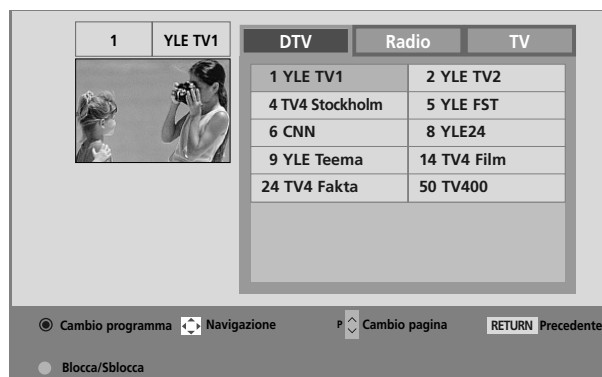 1 YLE TV1
DTV Radio TV
1 YLE TV1 2 YLE TV2
4 TV4 Stockholm 5 YLE FST
6 CNN 8 YLE24
9 YLE Teema 14 TV4 Film
24 TV4 Fakta 50 TV400
Cambio programma Navigazione P Cambio pagina RETURN Precedente
Blocca/Sblocca